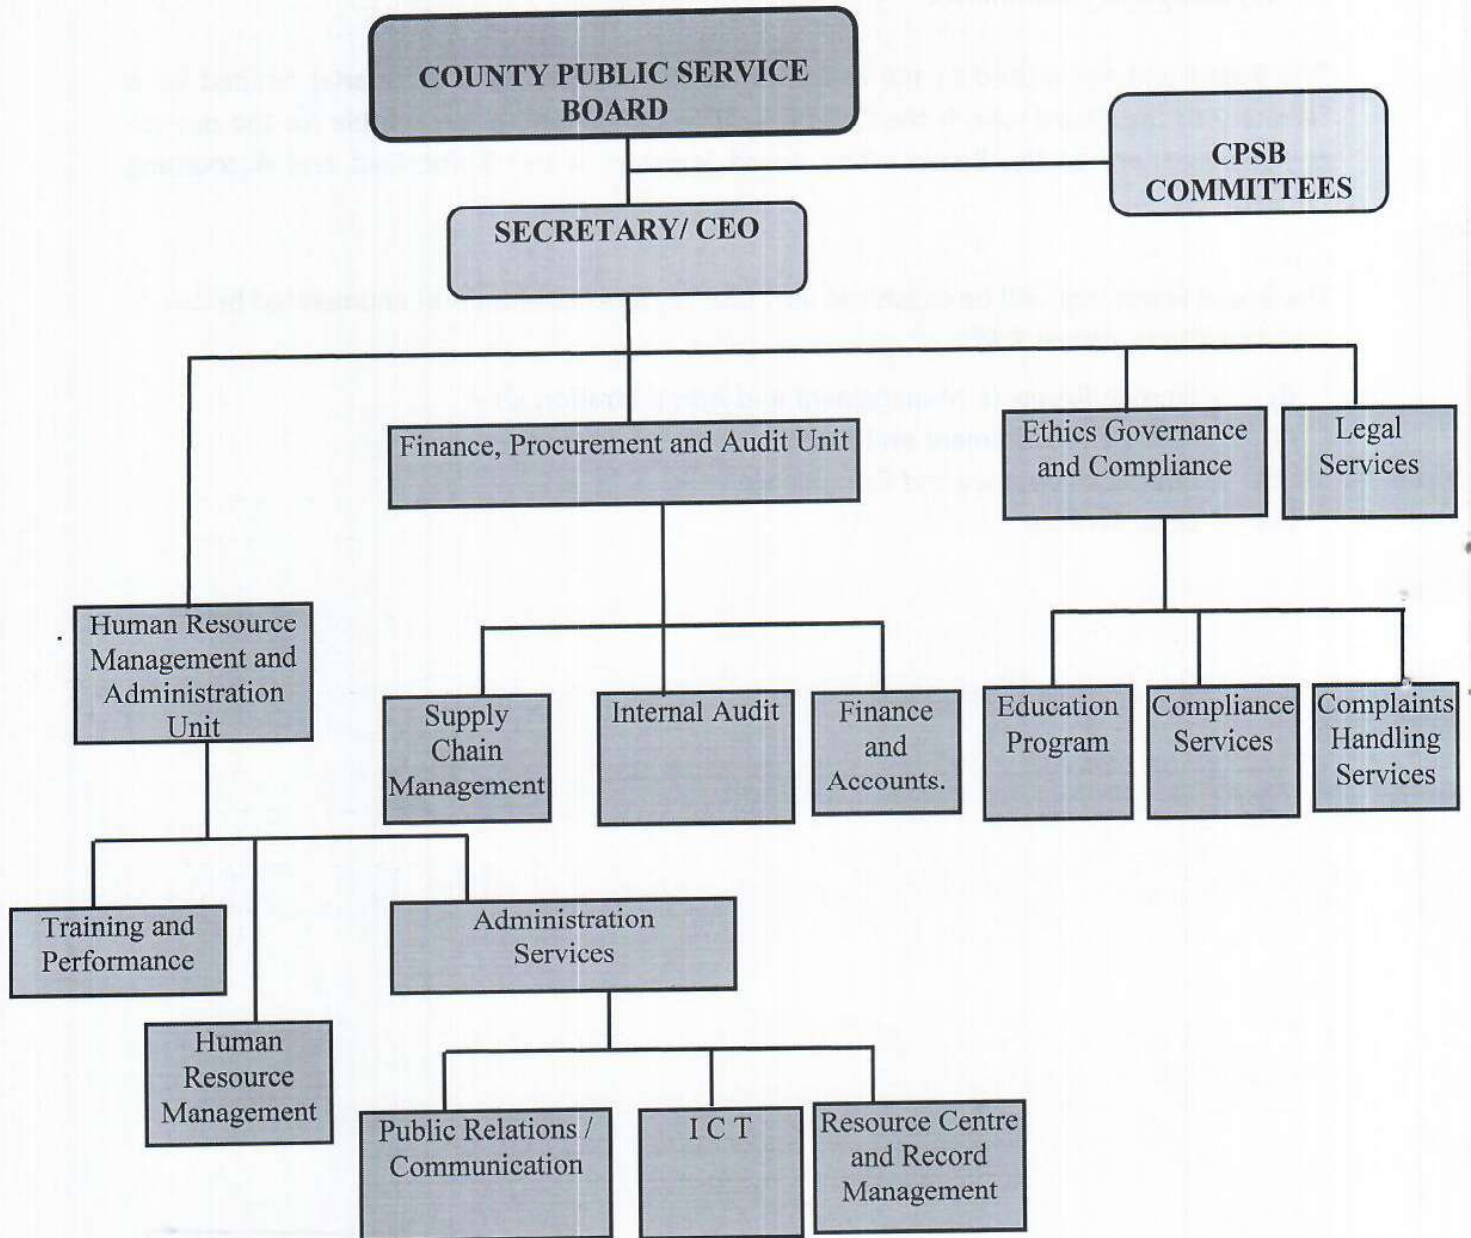 COUNTY PUBLIC SERVICE
BOARD
CPSB
COMMITTEES
SECRETARY/ CEO
Finance, Procurement and Audit Unit
Ethics Governance
and Compliance
Legal
Services
Human Resource
Management and
Administration
Unit
Supply
Chain
Management
Internal Audit
Finance
and
Accounts.
Education
Program
Compliance
Services
Complaints
Handling
Services
Training and
Performance
Administration
Services
Human
Resource
Management
Public Relations /
Communication
I C T
Resource Centre
and Record
Management